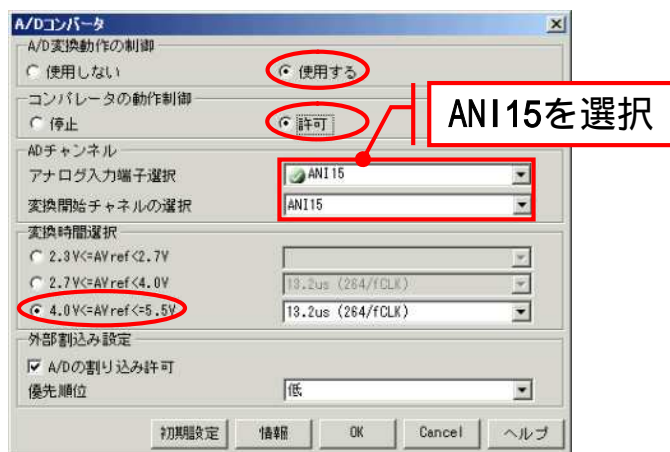 A/Dコンバータ
A/D変換動作の制御
使用しない 使用する
コンパレータの動作制御
停止 許可
ANI15を選択
ADチャンネル
アナログ入力端子選択 ANI15
変換開始チャネルの選択 ANI15
変換時間選択
2.3V<=AVref<2.7V
2.7V<=AVref<4.0V 13.2us (264/fCLK)
4.0V<=AVref<=5.5V 13.2us (264/fCLK)
外部割込み設定
A/Dの割り込み許可
優先順位 低
初期設定 情報 OK Cancel ヘルプ